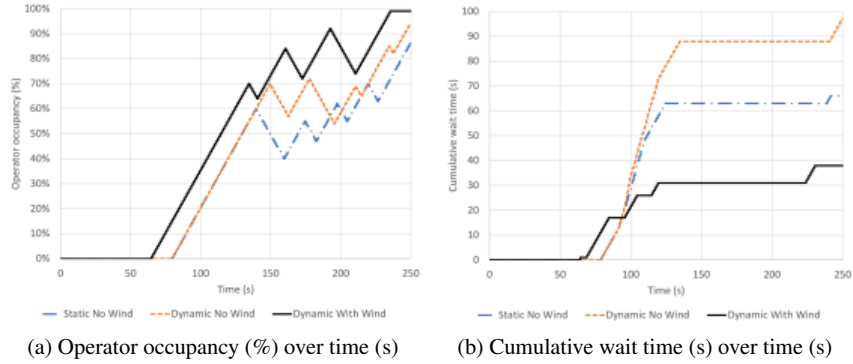 100%
90%
80%
70%
60%
50%
40%
30%
20%
10%
0%
Operator occupancy (%)
0 50 100 150 200 250
Time (s)
Static No Wind Dynamic No Wind Dynamic With Wind
(a) Operator occupancy (%) over time (s)
100
90
80
70
60
50
40
30
20
10
0
Cumulative wait time (s)
0 50 100 150 200 250
Time (s)
Static No Wind Dynamic No Wind Dynamic With Wind
(b) Cumulative wait time (s) over time (s)